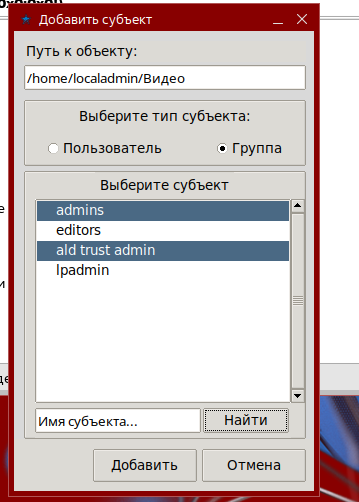 Добавить субъект
Путь к объекту:
/home/localadmin/Видео
Выберите тип субъекта:
Пользователь Группа
Выберите субъект
admins
editors
ald trust admin
lpadmin
Имя субъекта... Найти
Добавить Отмена